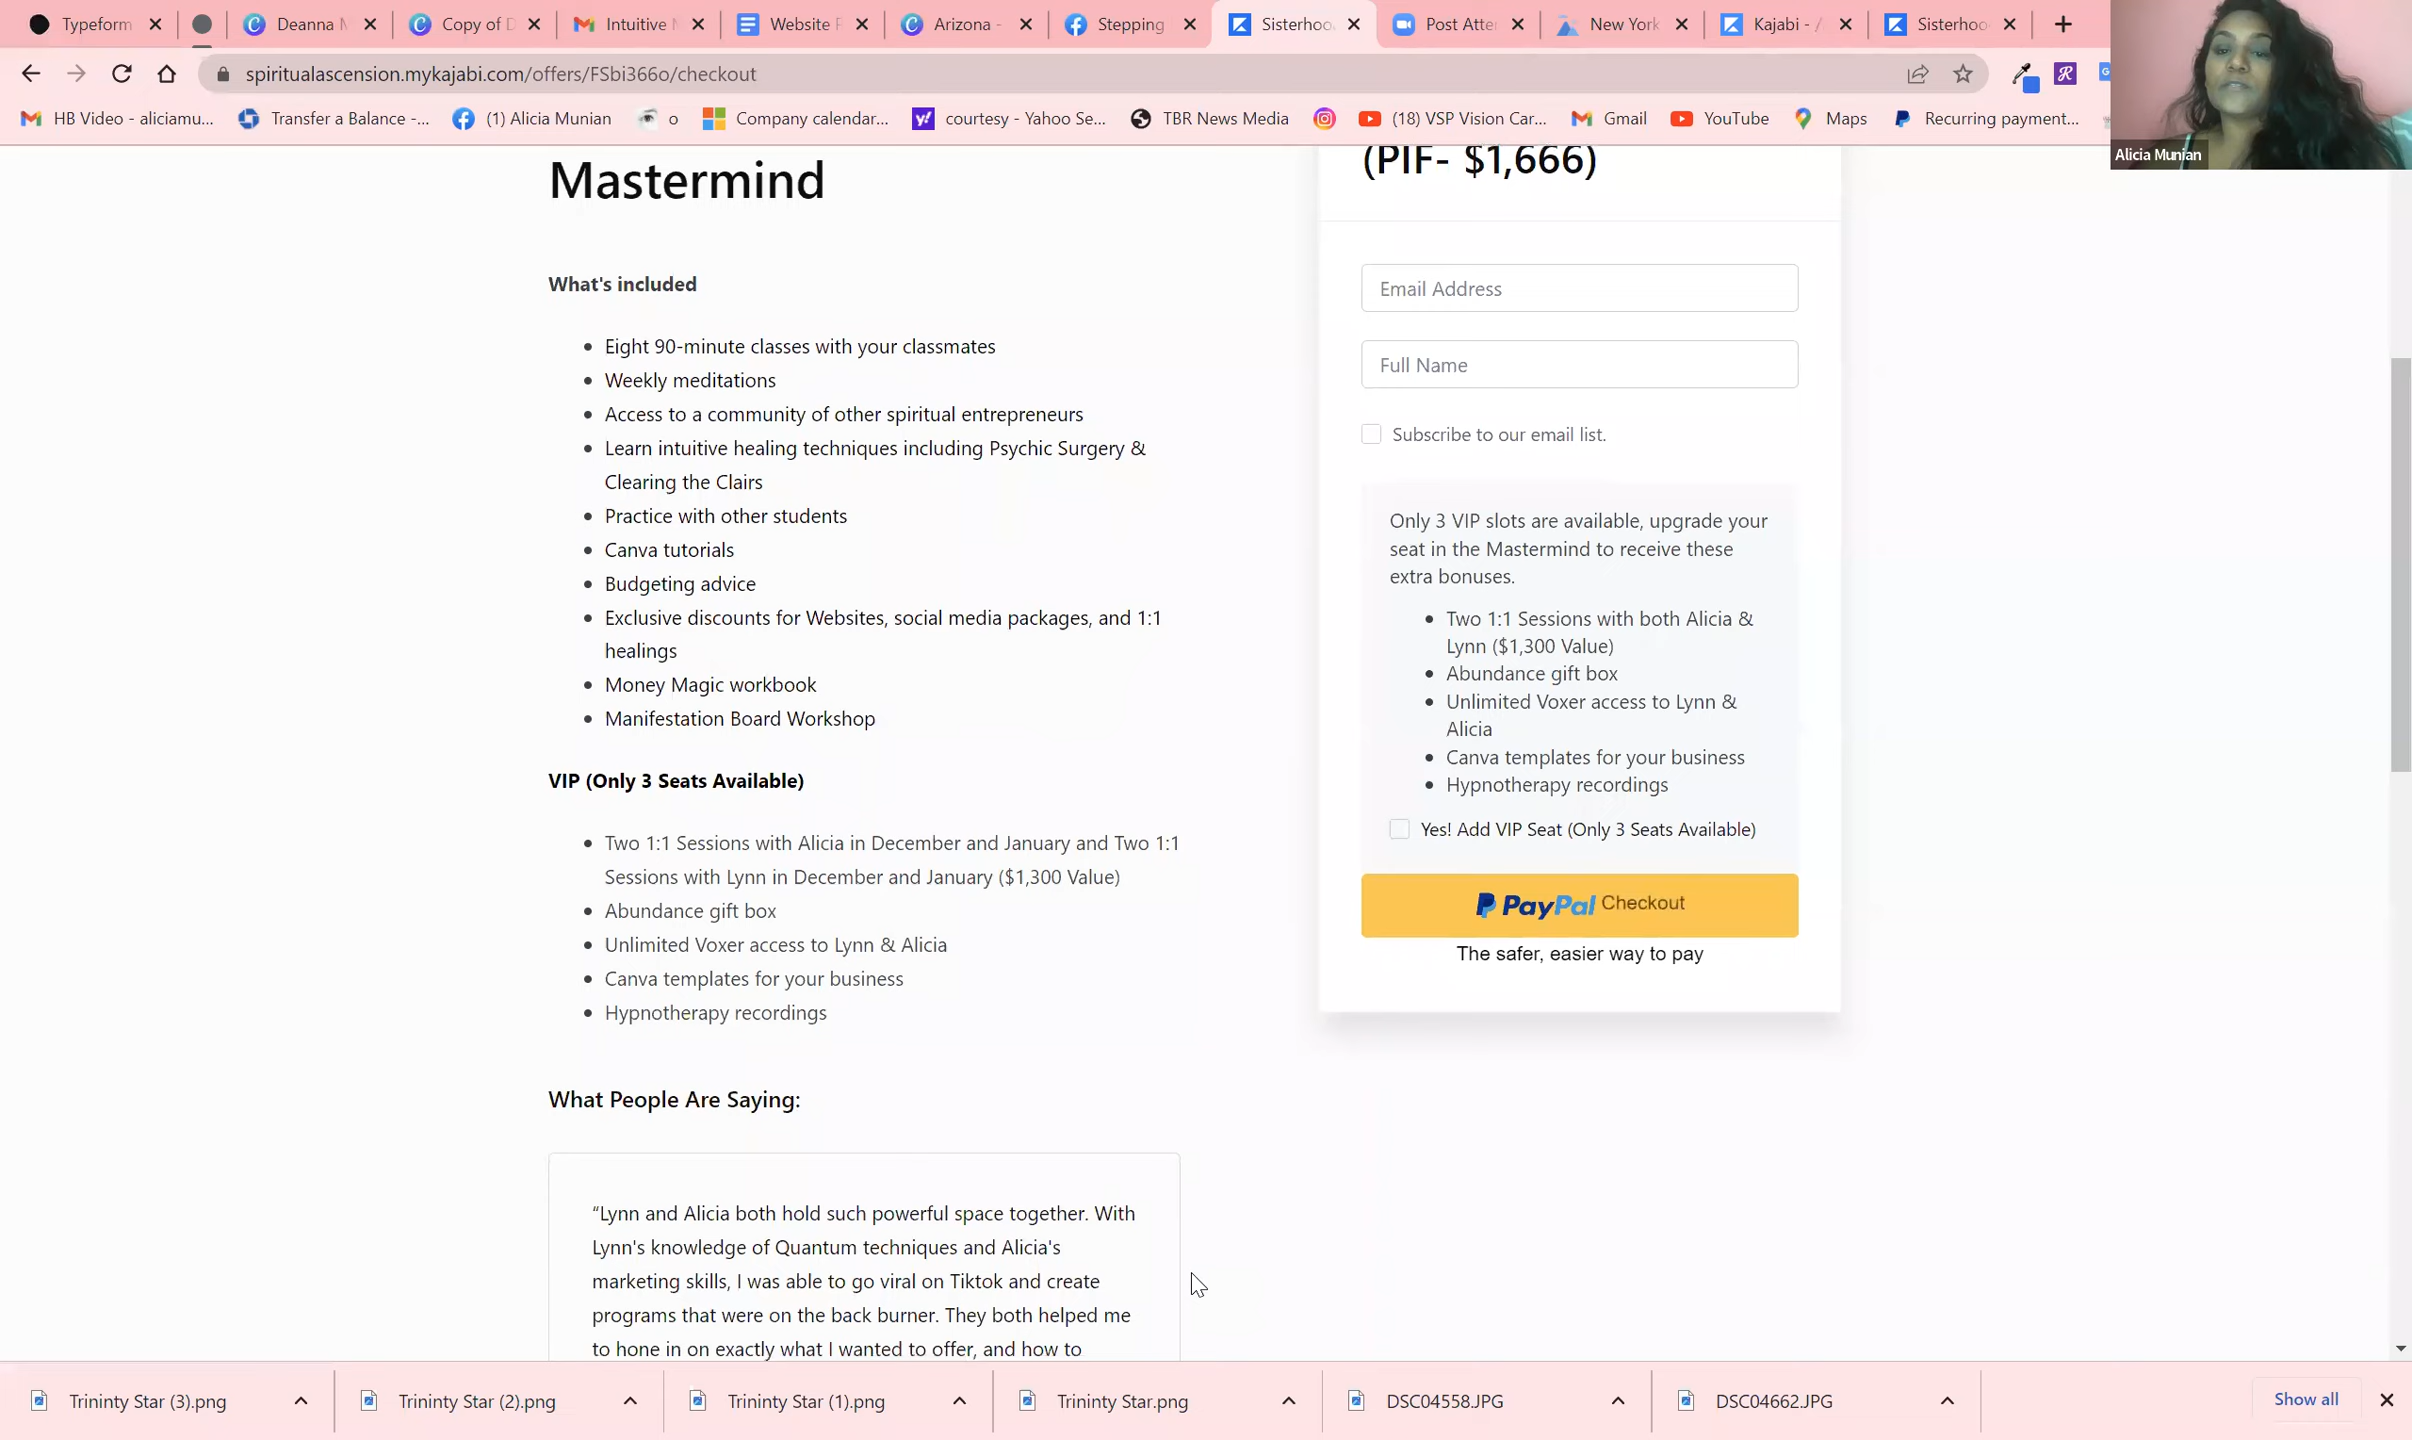 Typeform
Deanna M
Copy of D
Intuitive M
Website R
Arizona -
Stepping
Sisterhoo
Post Atte
New York
Kajabi - /
Sisterhoo
spiritualascension.mykajabi.com/offers/FSbi366o/checkout
HB Video - aliciamu...
Transfer a Balance -...
(1) Alicia Munian
o
Company calendar...
courtesy - Yahoo Se...
TBR News Media
(18) VSP Vision Car...
Gmail
YouTube
Maps
Recurring payment...
Alicia Munian
Mastermind
What's included
Eight 90-minute classes with your classmates
Weekly meditations
Access to a community of other spiritual entrepreneurs
Learn intuitive healing techniques including Psychic Surgery &
Clearing the Clairs
Practice with other students
Canva tutorials
Budgeting advice
Exclusive discounts for Websites, social media packages, and 1:1
healings
Money Magic workbook
Manifestation Board Workshop
VIP (Only 3 Seats Available)
Two 1:1 Sessions with Alicia in December and January and Two 1:1
Sessions with Lynn in December and January ($1,300 Value)
Abundance gift box
Unlimited Voxer access to Lynn & Alicia
Canva templates for your business
Hypnotherapy recordings
What People Are Saying:
“Lynn and Alicia both hold such powerful space together. With
Lynn's knowledge of Quantum techniques and Alicia's
marketing skills, I was able to go viral on Tiktok and create
programs that were on the back burner. They both helped me
to hone in on exactly what I wanted to offer, and how to
(PIF- $1,666)
Email Address
Full Name
Subscribe to our email list.
Only 3 VIP slots are available, upgrade your
seat in the Mastermind to receive these
extra bonuses.
Two 1:1 Sessions with both Alicia &
Lynn ($1,300 Value)
Abundance gift box
Unlimited Voxer access to Lynn &
Alicia
Canva templates for your business
Hypnotherapy recordings
Yes! Add VIP Seat (Only 3 Seats Available)
PayPal Checkout
The safer, easier way to pay
Trininty Star (3).png
Trininty Star (2).png
Trininty Star (1).png
Trininty Star.png
DSC04558.JPG
DSC04662.JPG
Show all